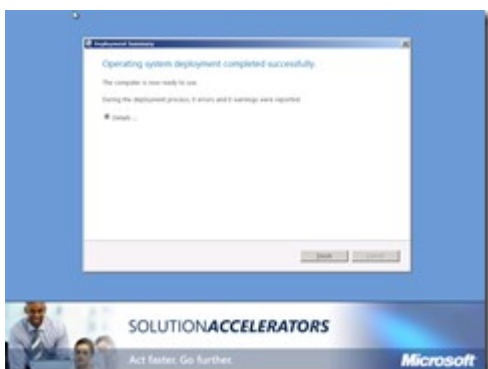 Deployment Summary
Operating system deployment completed successfully.
The computer is now ready to use.
During the deployment process, 0 errors and 0 warnings were reported.
Details ...
Finish
SOLUTIONACCELERATORS
Act faster. Go further.
Microsoft